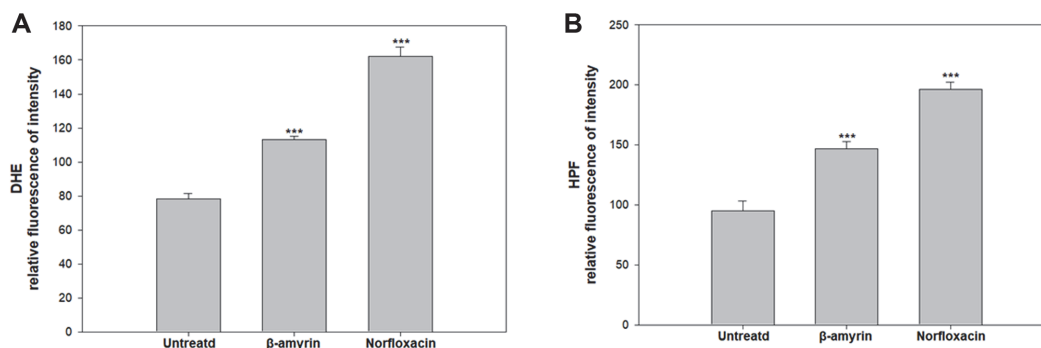 A
DHE
relative fluorescence of intensity
180
160
140
120
100
80
60
40
20
0
***
***
Untreatd
β-amyrin
Norfloxacin
B
HPF
relative fluorescence of intensity
250
200
150
100
50
0
***
***
Untreatd
β-amyrin
Norfloxacin